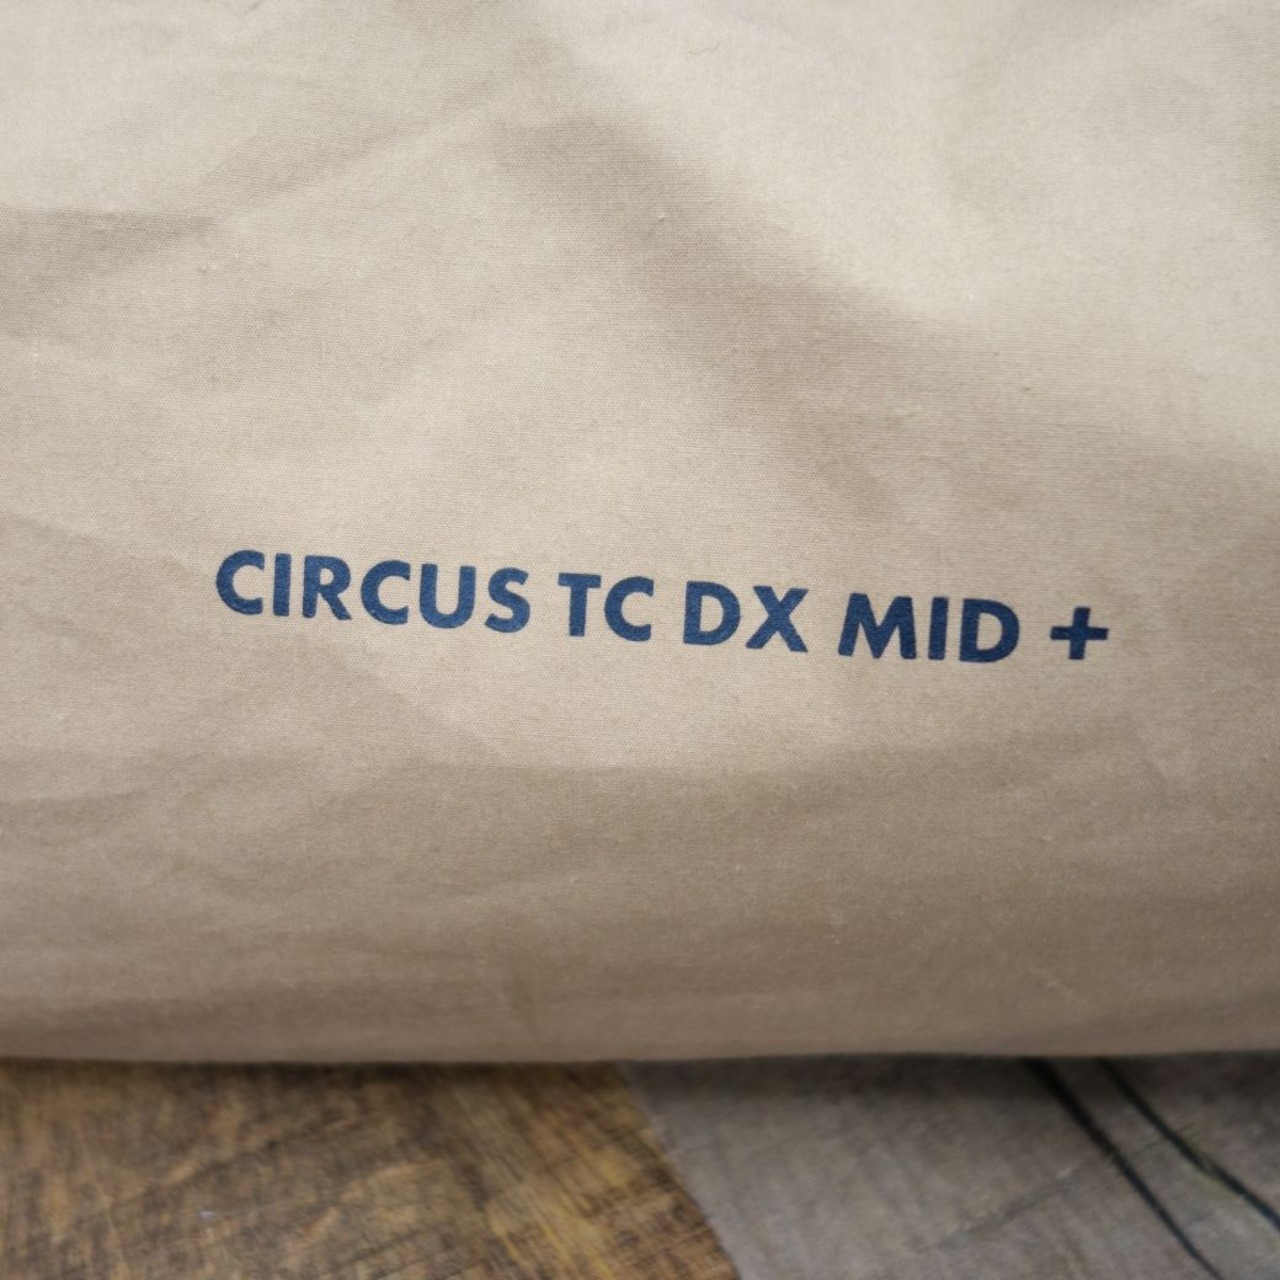 CIRCUS TC DX MID +